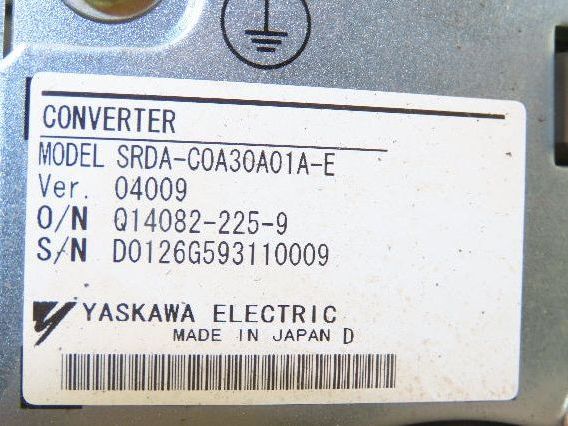 CONVERTER
MODEL SRDA-COA30A01A-E
Ver. 04009
O/N Q14082-225-9
S/N D0126G593110009
YASKAWA ELECTRIC
MADE IN JAPAN D